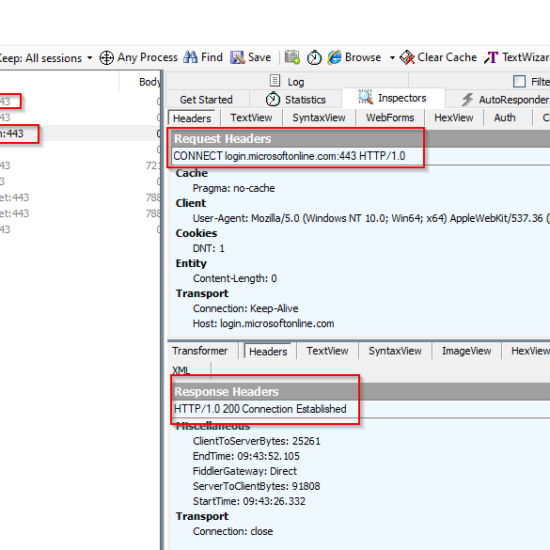 Keep: All sessions Any Process Find Save Browse Clear Cache TextWizar
Body Log Filte
Get Started Statistics Inspectors AutoResponder
Headers TextView SyntaxView WebForms HexView Auth C
Request Headers
CONNECT login.microsoftonline.com:443 HTTP/1.0
Cache
Pragma: no-cache
Client
User-Agent: Mozilla/5.0 (Windows NT 10.0; Win64; x64) AppleWebKit/537.36 (
Cookies
DNT: 1
Entity
Content-Length: 0
Transport
Connection: Keep-Alive
Host: login.microsoftonline.com
43 0
43 0
n:443 0
43 0
43 721
3 0
et:443 788
et:443 788
43 0
Transformer Headers TextView SyntaxView ImageView HexView
XML
Response Headers
HTTP/1.0 200 Connection Established
Miscellaneous
ClientToServerBytes: 25261
EndTime: 09:43:52.105
FiddlerGateway: Direct
ServerToClientBytes: 91808
StartTime: 09:43:26.332
Transport
Connection: close